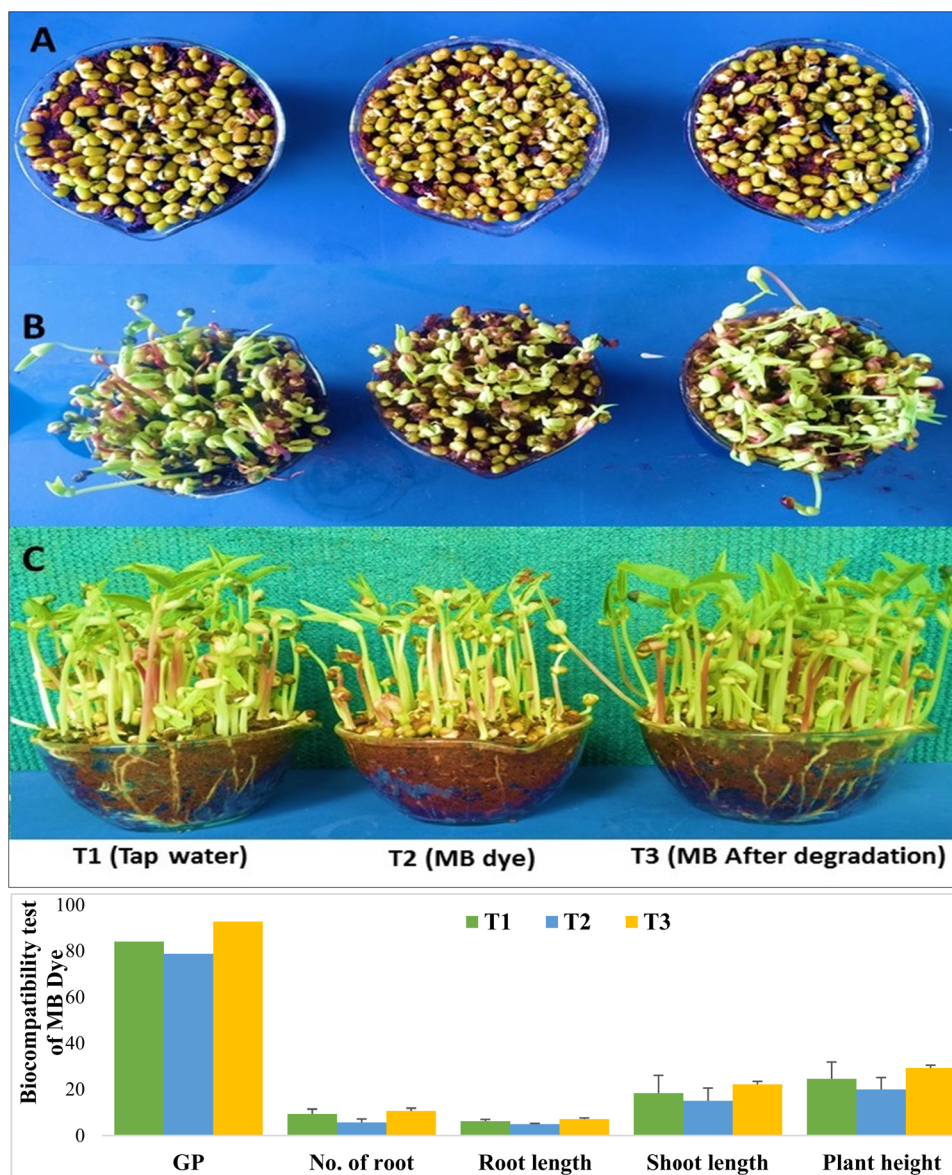 A
B
C
T1 (Tap water)
T2 (MB dye)
T3 (MB After degradation)
Biocompatibility test
of MB Dye
100
80
60
40
20
0
T1
T2
T3
GP
No. of root
Root length
Shoot length
Plant height